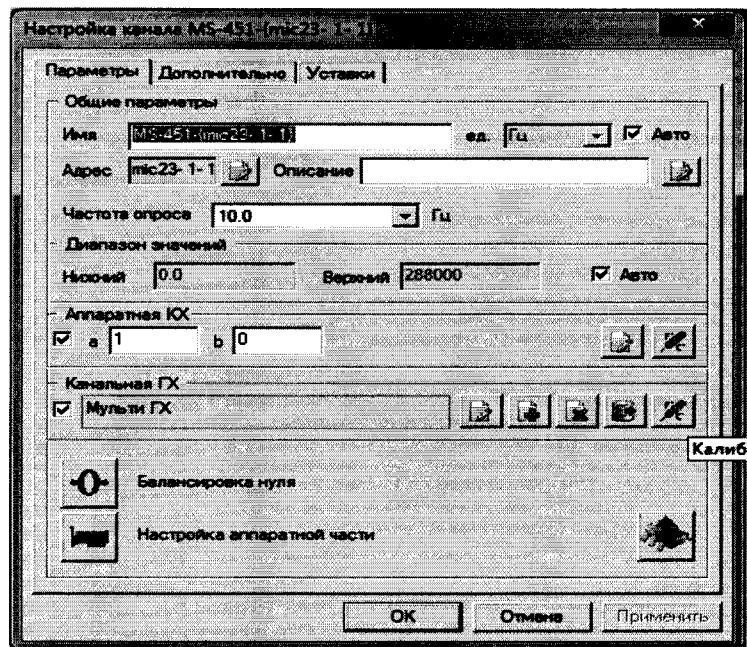 Настройка канала MS-451-{mic23- 1- 1}
Параметры Дополнительно Уставки
Общие параметры
Имя MS-451-{mic23- 1- 1} ед. Гц Авто
Адрес mic23- 1- 1 Описание
Частота опроса 10.0 Гц
Диапазон значений
Нижний 0.0 Верхний 288000 Авто
Аппаратная КХ
a 1 b 0
Канальная ГХ
Мульти ГХ
Калиб
Балансировка нуля
Настройка аппаратной части
OK Отмена Применить